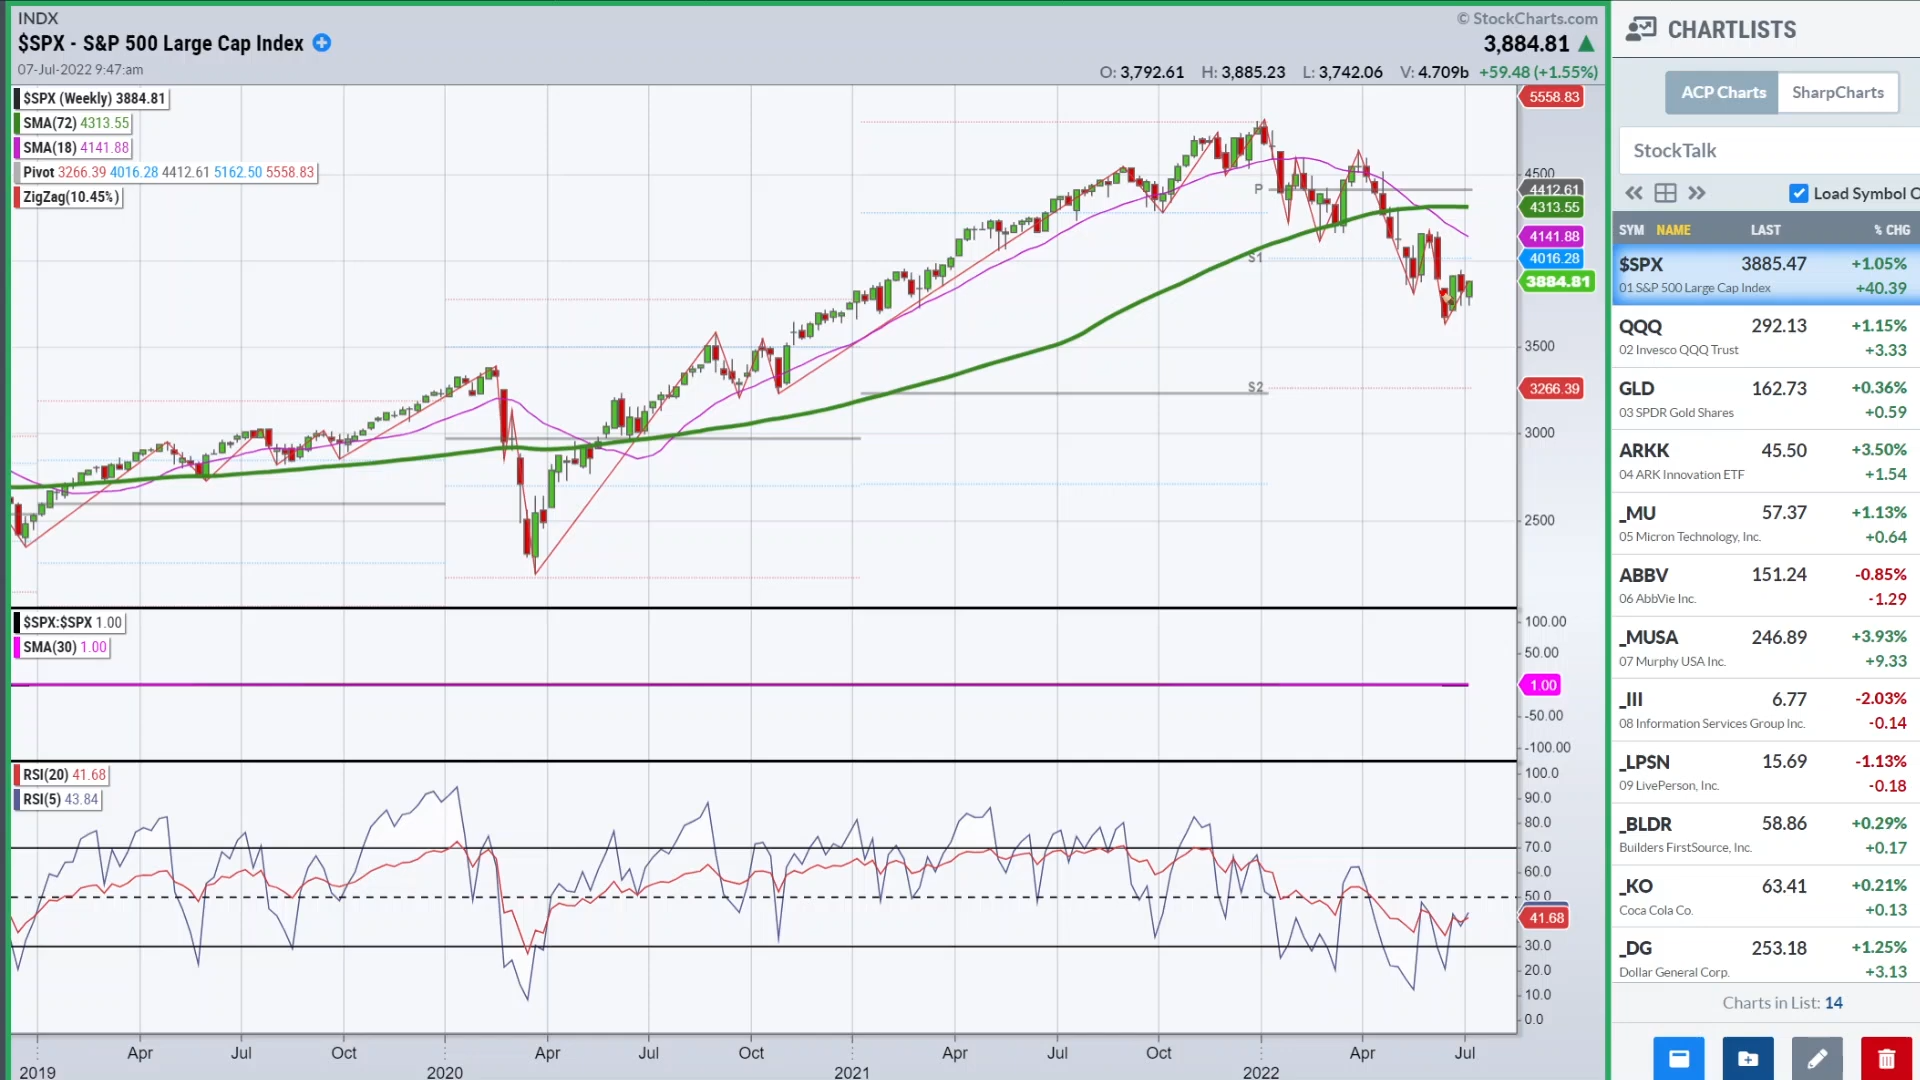 INDX
© StockCharts.com
$SPX - S&P 500 Large Cap Index
3,884.81
07-Jul-2022 9:47am
O: 3,792.61 H: 3,885.23 L: 3,742.06 V: 4.709b +59.48 (+1.55%)
$SPX (Weekly) 3884.81
SMA(72) 4313.55
SMA(18) 4141.88
Pivot 3266.39 4016.28 4412.61 5162.50 5558.83
ZigZag(10.45%)
P
S1
S2
5558.83
4500
4412.61
4313.55
4141.88
4016.28
3884.81
3500
3266.39
3000
2500
$SPX:$SPX 1.00
SMA(30) 1.00
100.00
50.00
1.00
-50.00
-100.00
RSI(20) 41.68
RSI(5) 43.84
100.0
90.0
80.0
70.0
60.0
50.0
41.68
30.0
20.0
10.0
0.0
Apr Jul Oct Apr Jul Oct Apr Jul Oct Apr Jul
2019 2020 2021 2022
CHARTLISTS
ACP Charts SharpCharts
StockTalk
Load Symbol C
SYM NAME LAST % CHG
$SPX 3885.47 +1.05%
01 S&P 500 Large Cap Index +40.39
QQQ 292.13 +1.15%
02 Invesco QQQ Trust +3.33
GLD 162.73 +0.36%
03 SPDR Gold Shares +0.59
ARKK 45.50 +3.50%
04 ARK Innovation ETF +1.54
_MU 57.37 +1.13%
05 Micron Technology, Inc. +0.64
ABBV 151.24 -0.85%
06 AbbVie Inc. -1.29
_MUSA 246.89 +3.93%
07 Murphy USA Inc. +9.33
_III 6.77 -2.03%
08 Information Services Group Inc. -0.14
_LPSN 15.69 -1.13%
09 LivePerson, Inc. -0.18
_BLDR 58.86 +0.29%
Builders FirstSource, Inc. +0.17
_KO 63.41 +0.21%
Coca Cola Co. +0.13
_DG 253.18 +1.25%
Dollar General Corp. +3.13
Charts in List: 14